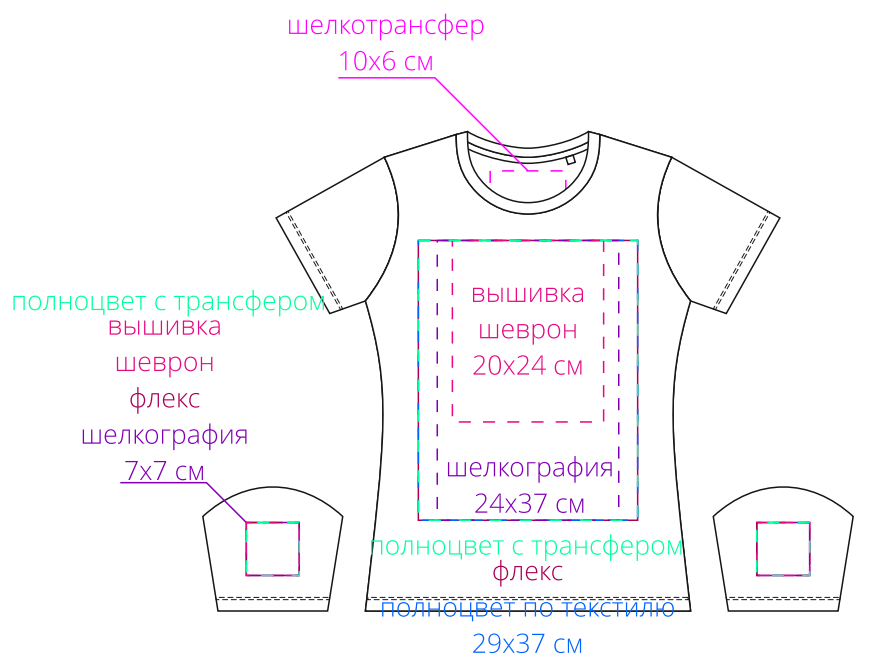 шелкотрансфер
10х6 см
полноцвет с трансфером
вышивка
шеврон
флекс
шелкография
7х7 см
вышивка
шеврон
20х24 см
шелкография
24х37 см
полноцвет с трансфером
флекс
полноцвет по текстилю
29х37 см